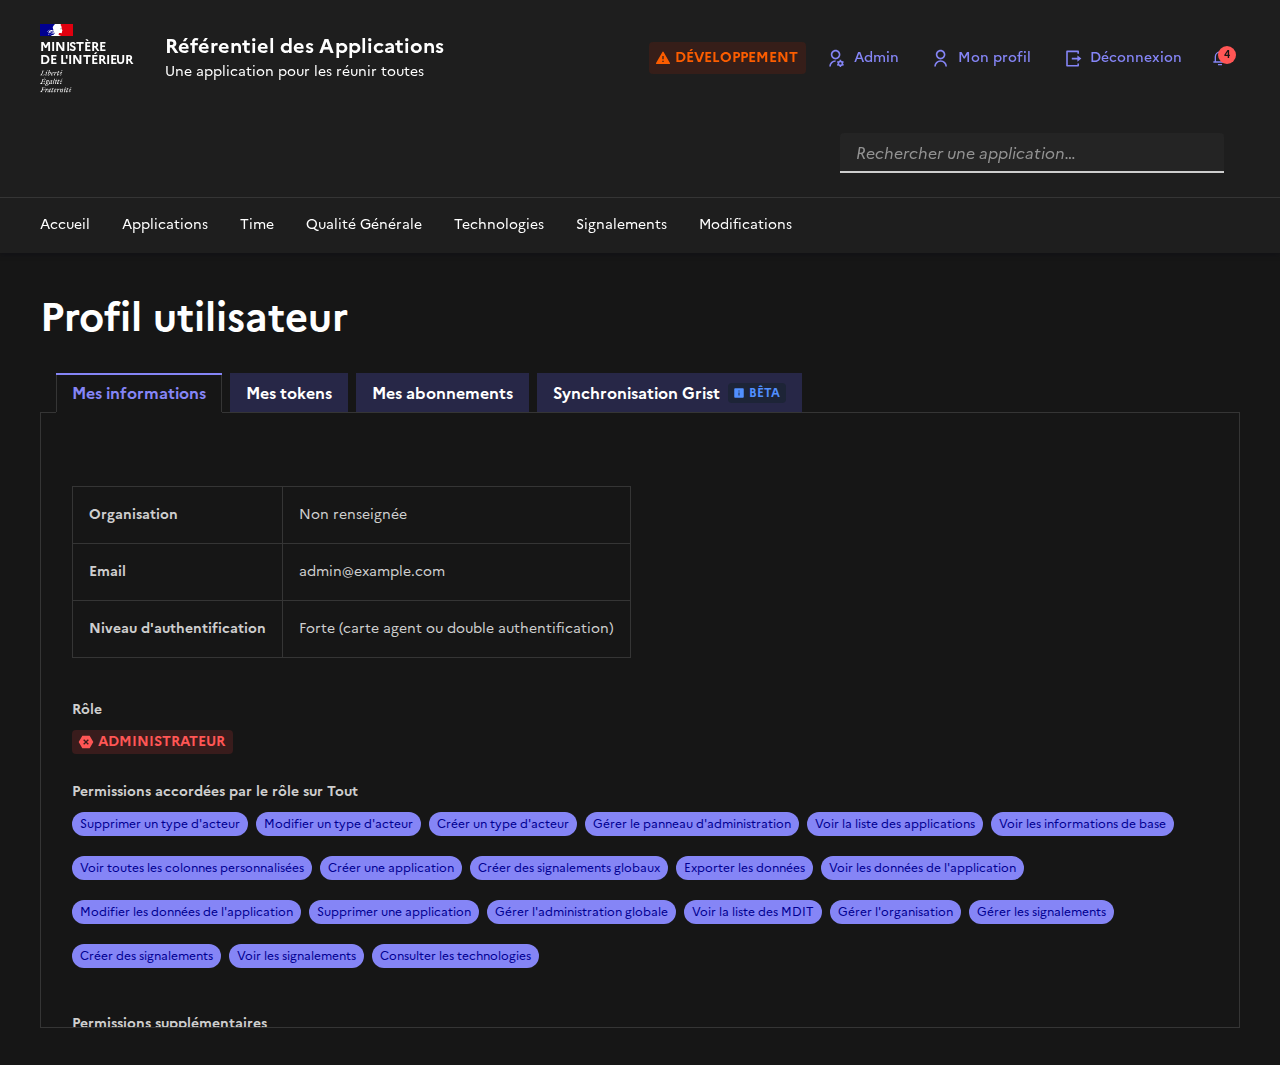 MINISTÈRE
DE L'INTÉRIEUR
Liberté
Égalité
Fraternité
Référentiel des Applications
Une application pour les réunir toutes
DÉVELOPPEMENT
Admin
Mon profil
Déconnexion
4
Rechercher une application…
Accueil Applications Time Qualité Générale Technologies Signalements Modifications
Profil utilisateur
Mes informations Mes tokens Mes abonnements Synchronisation Grist BÊTA
Organisation Non renseignée
Email admin@example.com
Niveau d'authentification Forte (carte agent ou double authentification)
Rôle
ADMINISTRATEUR
Permissions accordées par le rôle sur Tout
Supprimer un type d'acteur Modifier un type d'acteur Créer un type d'acteur Gérer le panneau d'administration Voir la liste des applications Voir les informations de base
Voir toutes les colonnes personnalisées Créer une application Créer des signalements globaux Exporter les données Voir les données de l'application
Modifier les données de l'application Supprimer une application Gérer l'administration globale Voir la liste des MDIT Gérer l'organisation Gérer les signalements
Créer des signalements Voir les signalements Consulter les technologies
Permissions supplémentaires